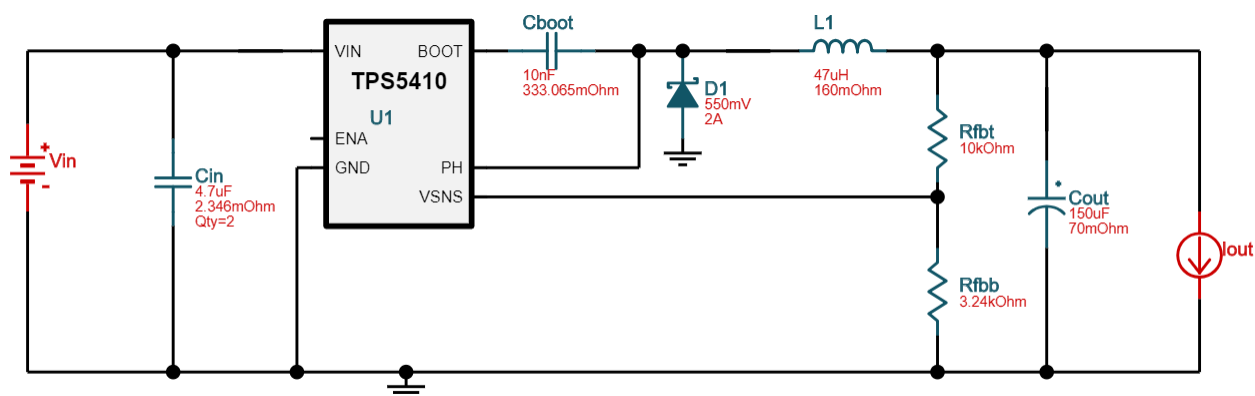 Vin
+
-
Cin
4.7uF
2.346mOhm
Qty=2
VIN
BOOT
TPS5410
U1
ENA
GND
PH
VSNS
Cboot
10nF
333.065mOhm
D1
550mV
2A
L1
47uH
160mOhm
Rfbt
10kOhm
Rfbb
3.24kOhm
Cout
150uF
70mOhm
Iout